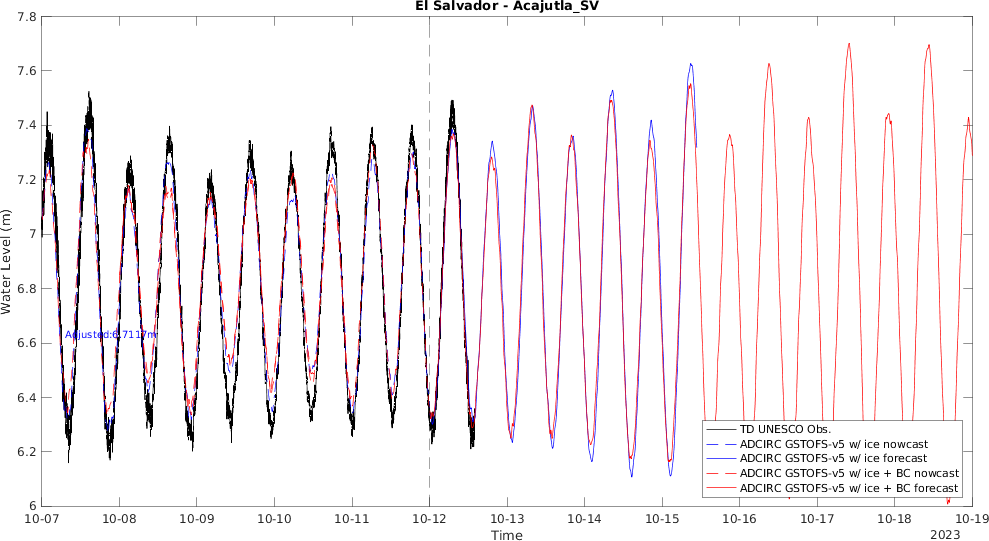 El Salvador - Acajutla_SV
Water Level (m)
7.8
7.6
7.4
7.2
7
6.8
6.6
6.4
6.2
6
Adjusted:6.7117m
TD UNESCO Obs.
ADCIRC GSTOFS-v5 w/ ice nowcast
ADCIRC GSTOFS-v5 w/ ice forecast
ADCIRC GSTOFS-v5 w/ ice + BC nowcast
ADCIRC GSTOFS-v5 w/ ice + BC forecast
10-07 10-08 10-09 10-10 10-11 10-12 10-13 10-14 10-15 10-16 10-17 10-18 10-19
Time
2023